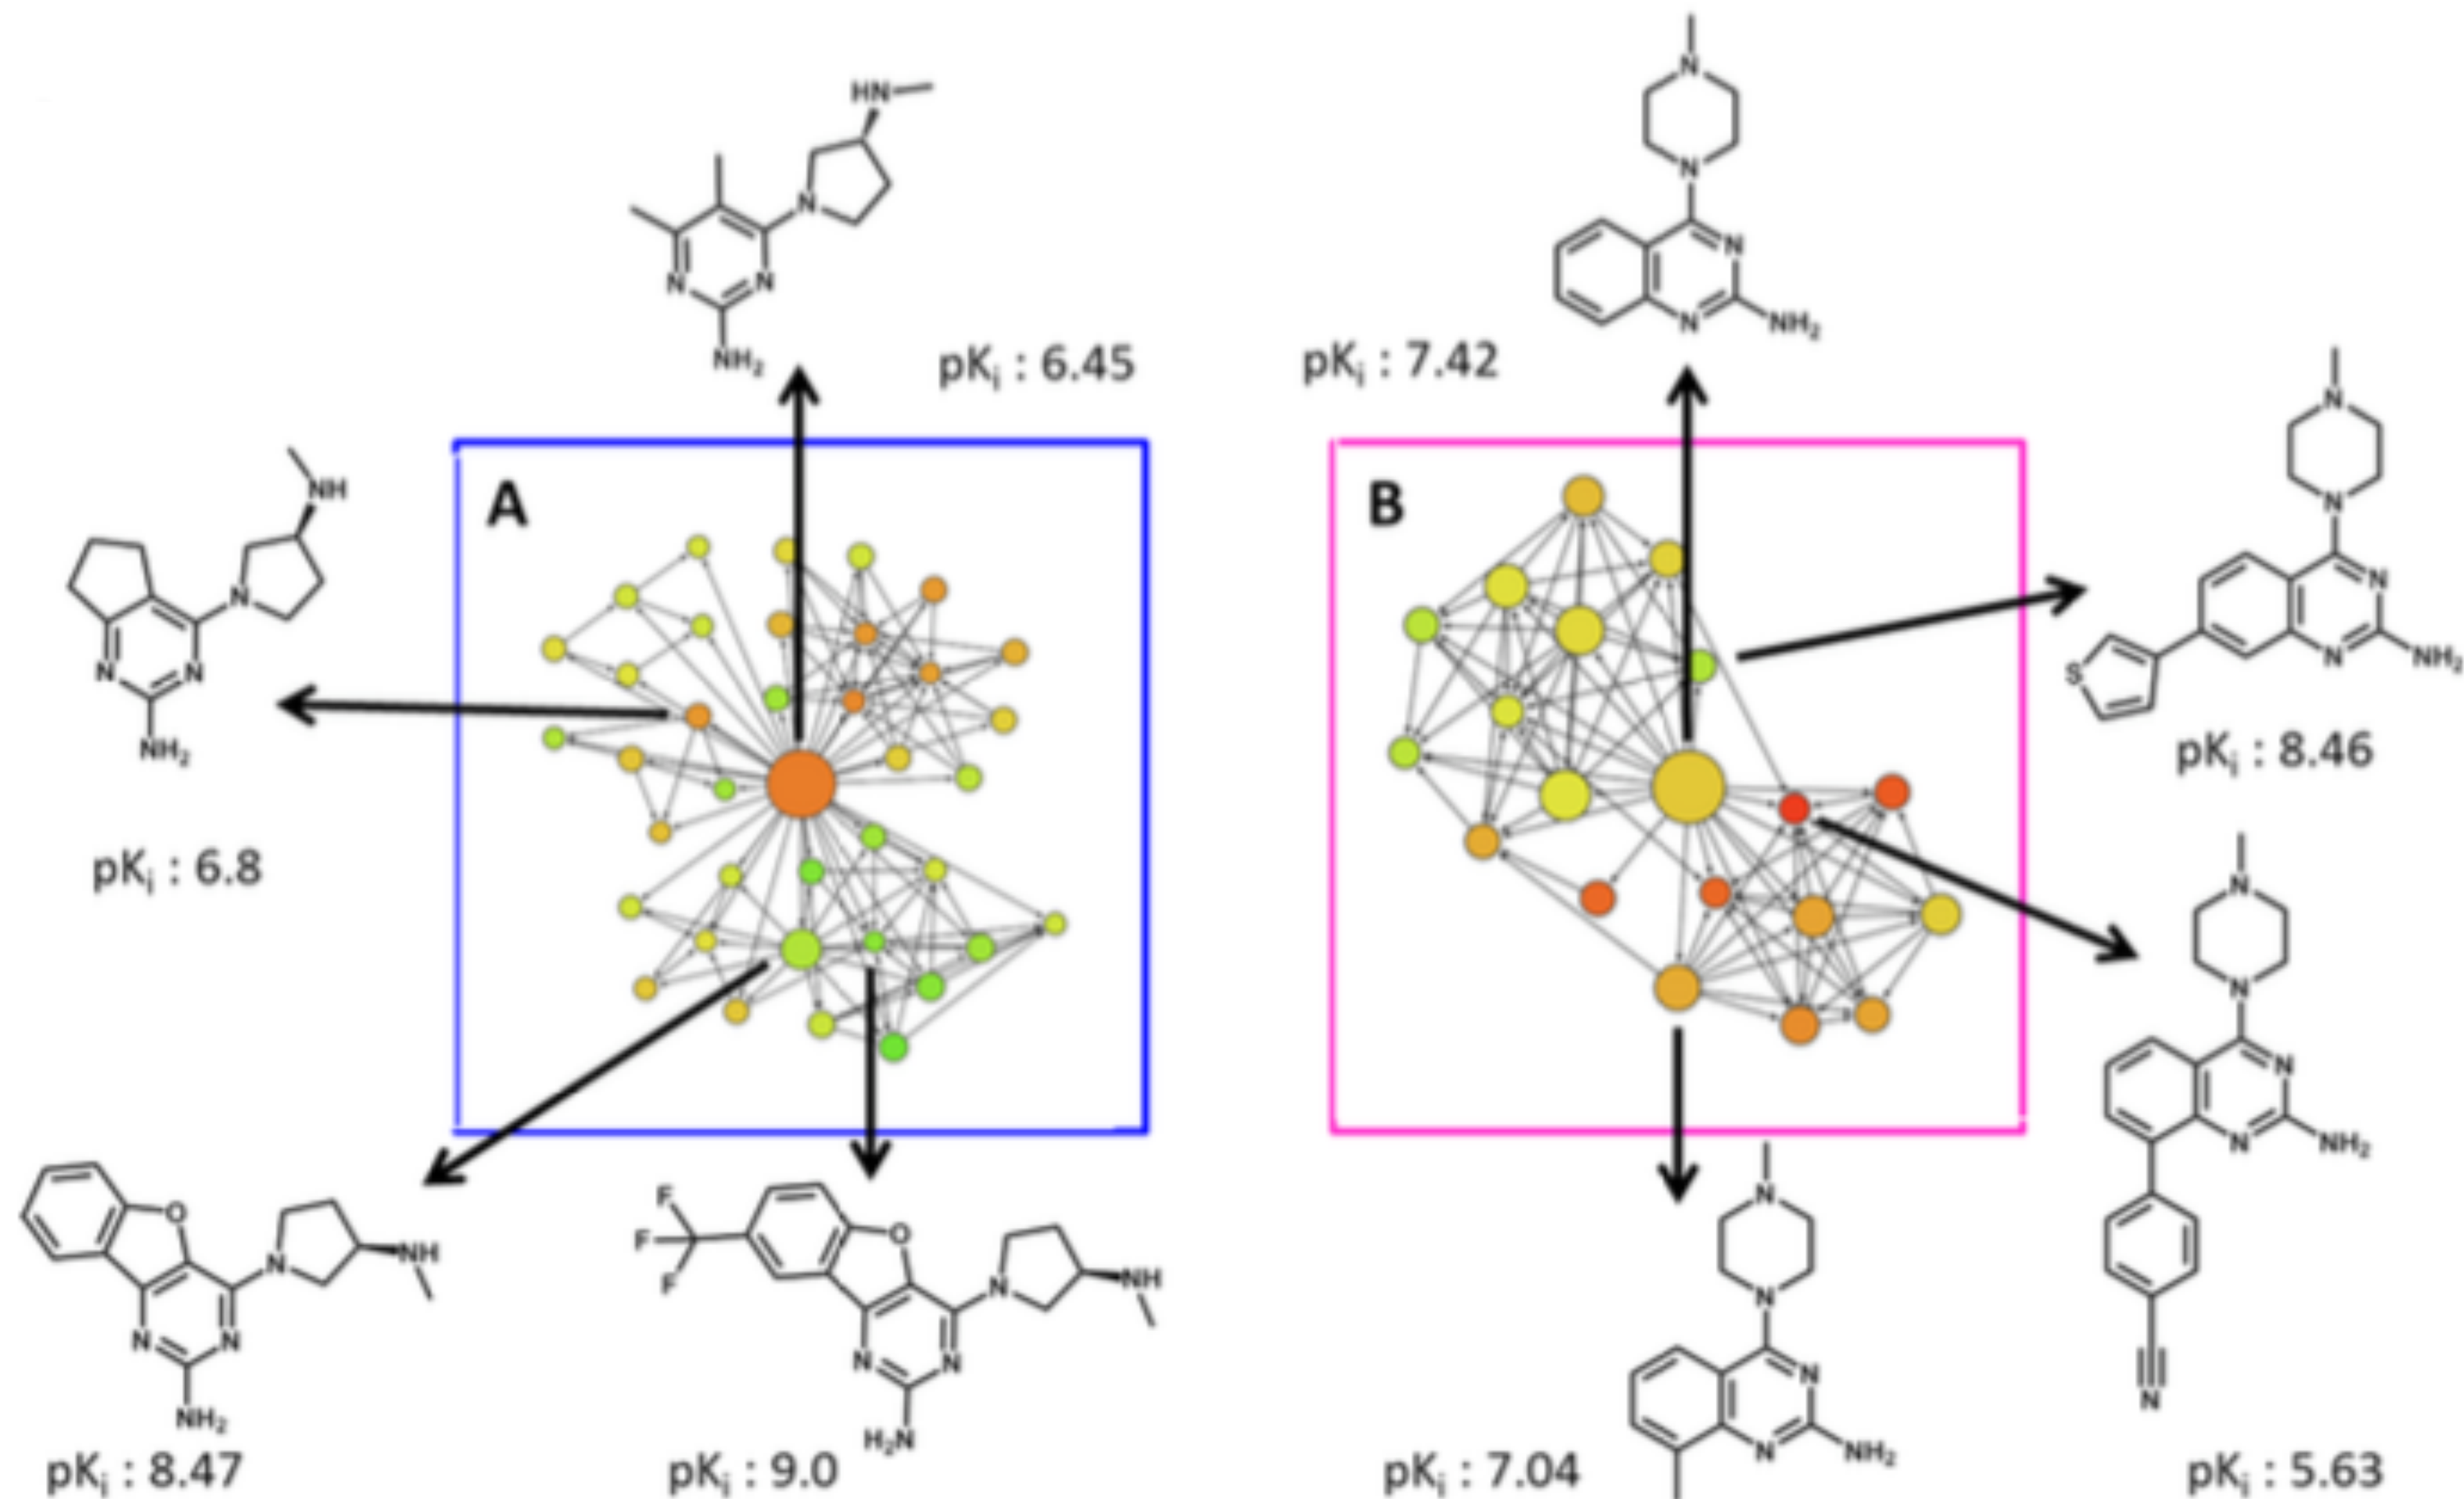 N
N
HN
N
N
N
NH₂
N
N
NH₂
pKᵢ : 6.45
pKᵢ : 7.42
A
B
NH
N
N
N
NH₂
pKᵢ : 6.8
N
N
N
S
N
NH₂
pKᵢ : 8.46
N
N
N
N
NH₂
N
pKᵢ : 5.63
O
N
NH
N
N
NH₂
pKᵢ : 8.47
F
F
F
O
N
NH
N
N
H₂N
pKᵢ : 9.0
N
N
N
N
NH₂
pKᵢ : 7.04